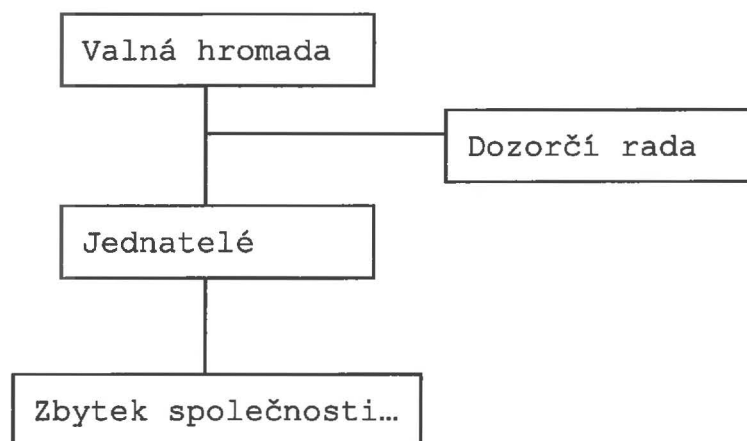 Valná hromada
Dozorčí rada
Jednatelé
Zbytek společnosti…